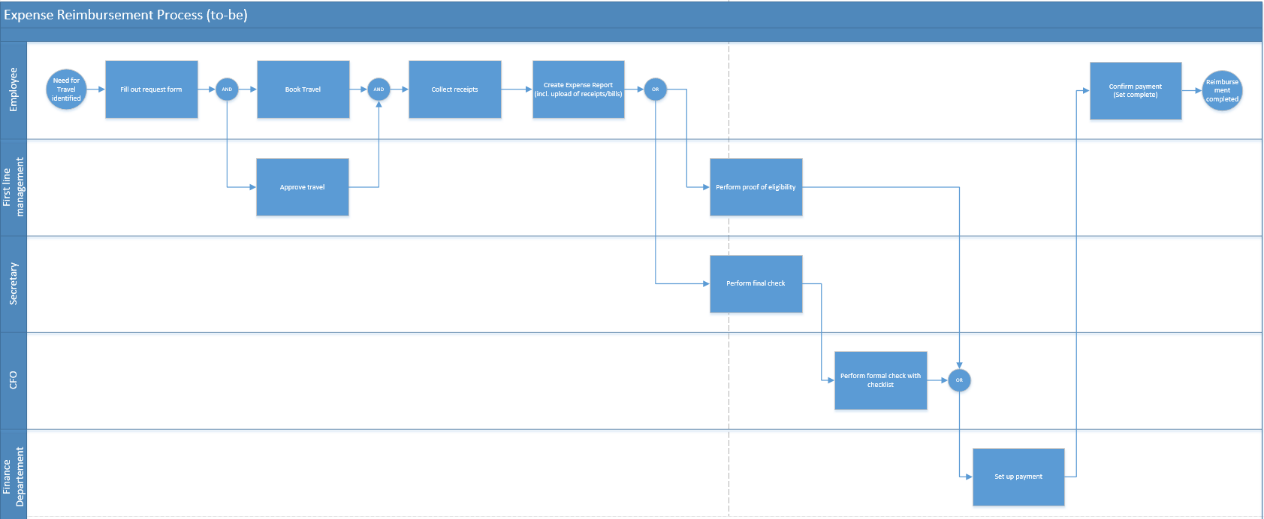 Expense Reimbursement Process (to-be)
Employee
Need for
Travel
identified
Fill out request form
AND
Book Travel
AND
Collect receipts
Create Expense Report
(incl. upload of receipts/bills)
OR
Confirm payment
(Set complete)
Reimburse
ment
completed
First line
management
Approve travel
Perform proof of eligibility
Secretary
Perform final check
CFO
Perform formal check with
checklist
OR
Finance
Departement
Set up payment